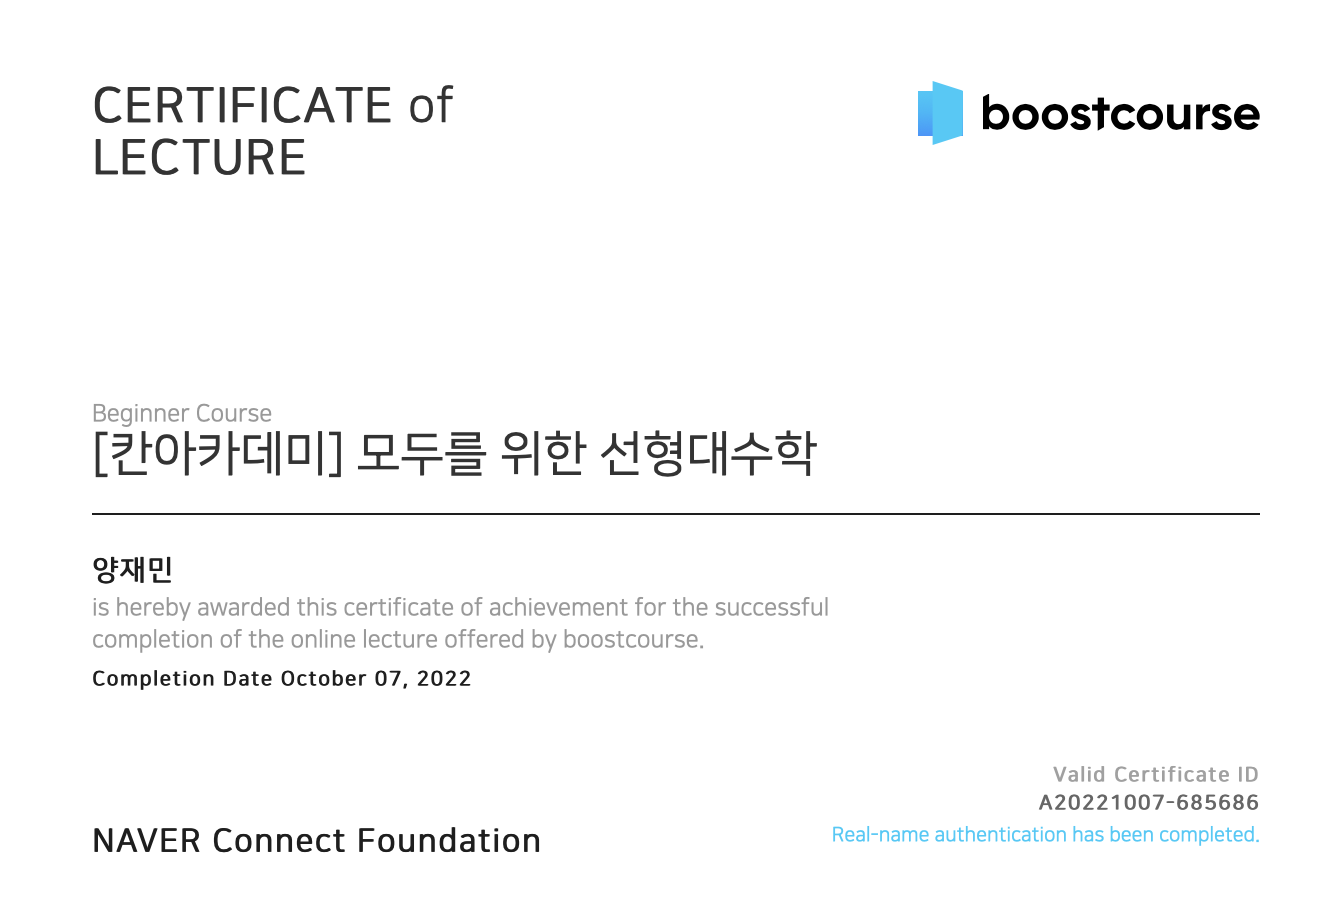 CERTIFICATE of
LECTURE
boostcourse
Beginner Course
[칸아카데미] 모두를 위한 선형대수학
양재민
is hereby awarded this certificate of achievement for the successful
completion of the online lecture offered by boostcourse.
Completion Date October 07, 2022
Valid Certificate ID
A20221007-685686
Real-name authentication has been completed.
NAVER Connect Foundation